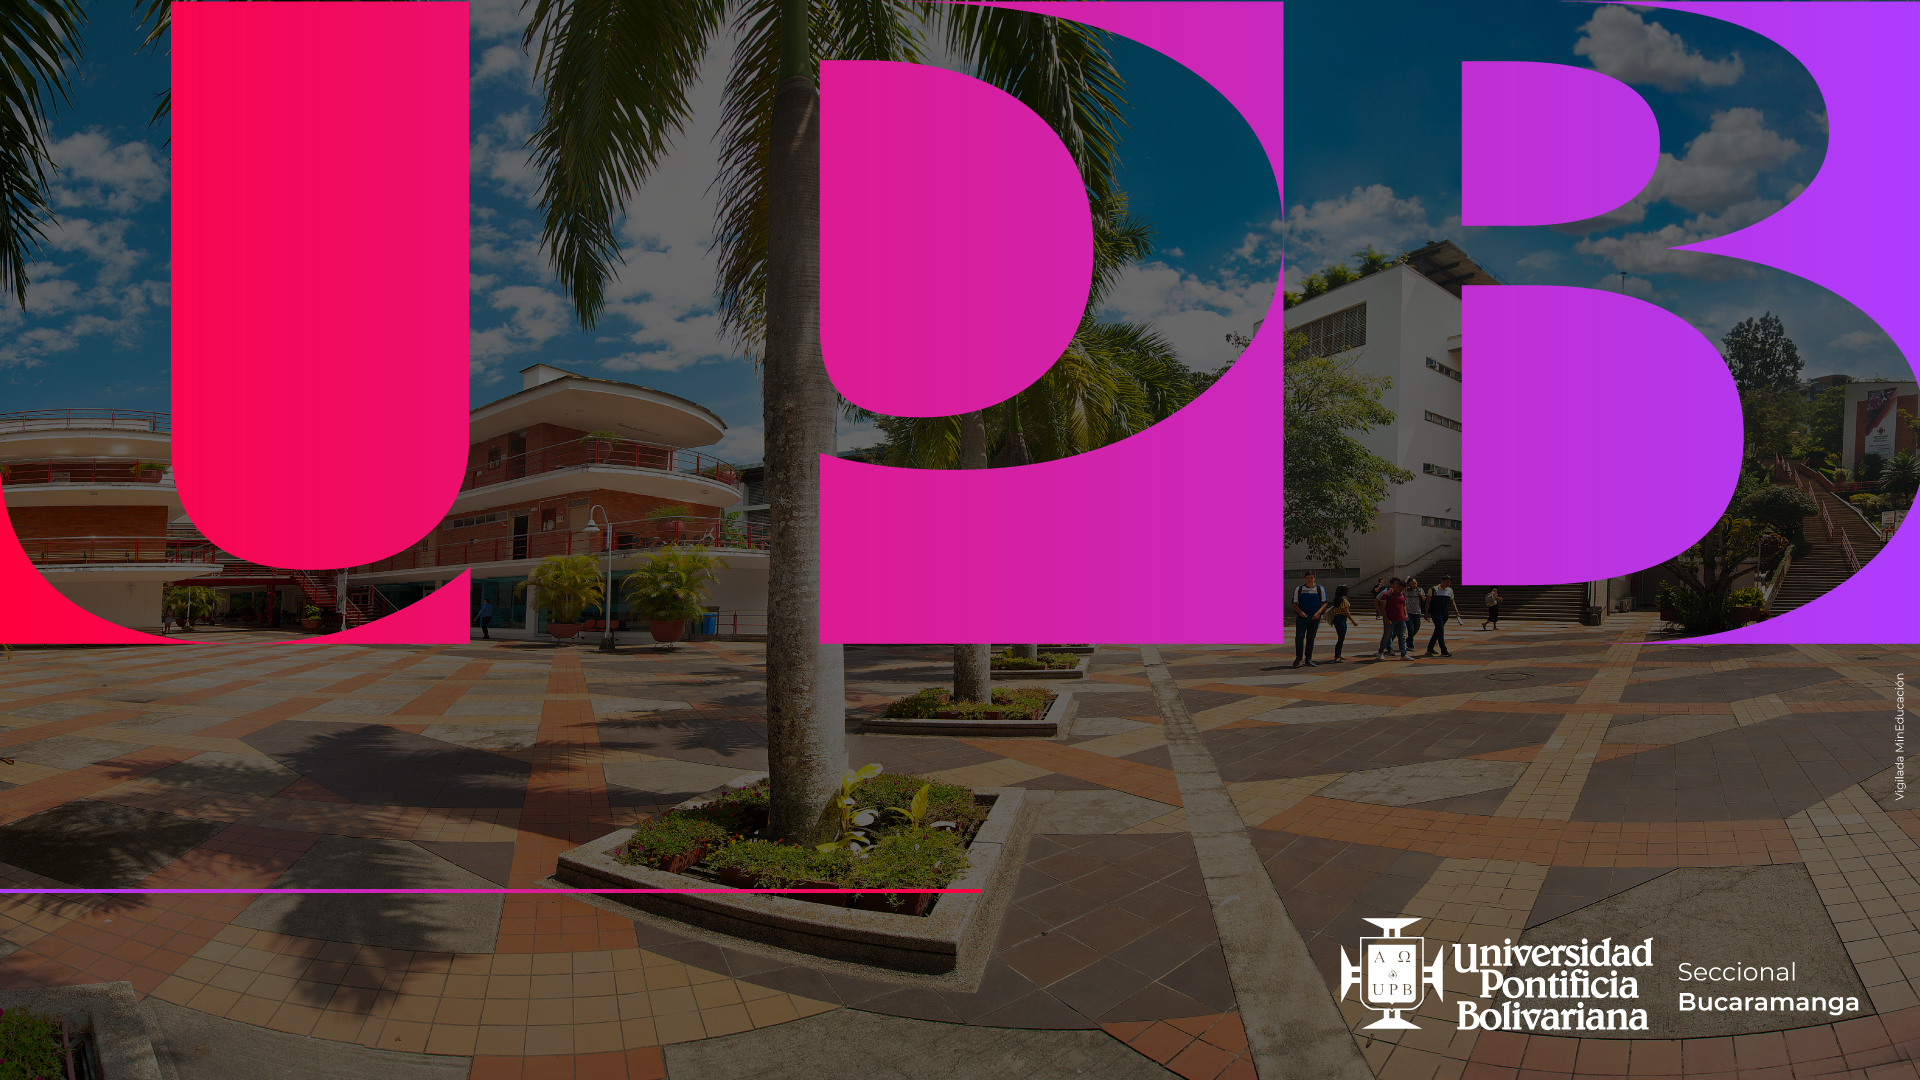 UPB
Vigilada MinEducación
Α Ω
UPB
Universidad
Pontificia
Bolivariana
Seccional
Bucaramanga